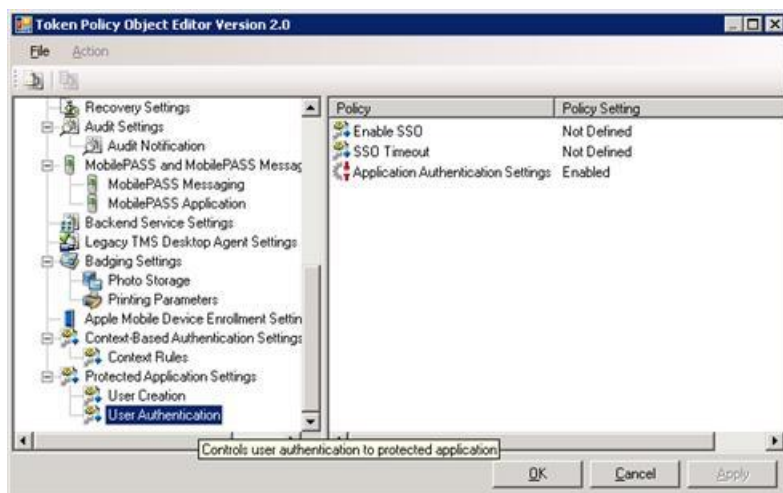 Token Policy Object Editor Version 2.0
File Action
Recovery Settings
Audit Settings
Audit Notification
MobilePASS and MobilePASS Messag
MobilePASS Messaging
MobilePASS Application
Backend Service Settings
Legacy TMS Desktop Agent Settings
Badging Settings
Photo Storage
Printing Parameters
Apple Mobile Device Enrollment Settin
Context-Based Authentication Settings
Context Rules
Protected Application Settings
User Creation
User Authentication
Policy Policy Setting
Enable SSO Not Defined
SSO Timeout Not Defined
Application Authentication Settings Enabled
Controls user authentication to protected application
OK Cancel Apply